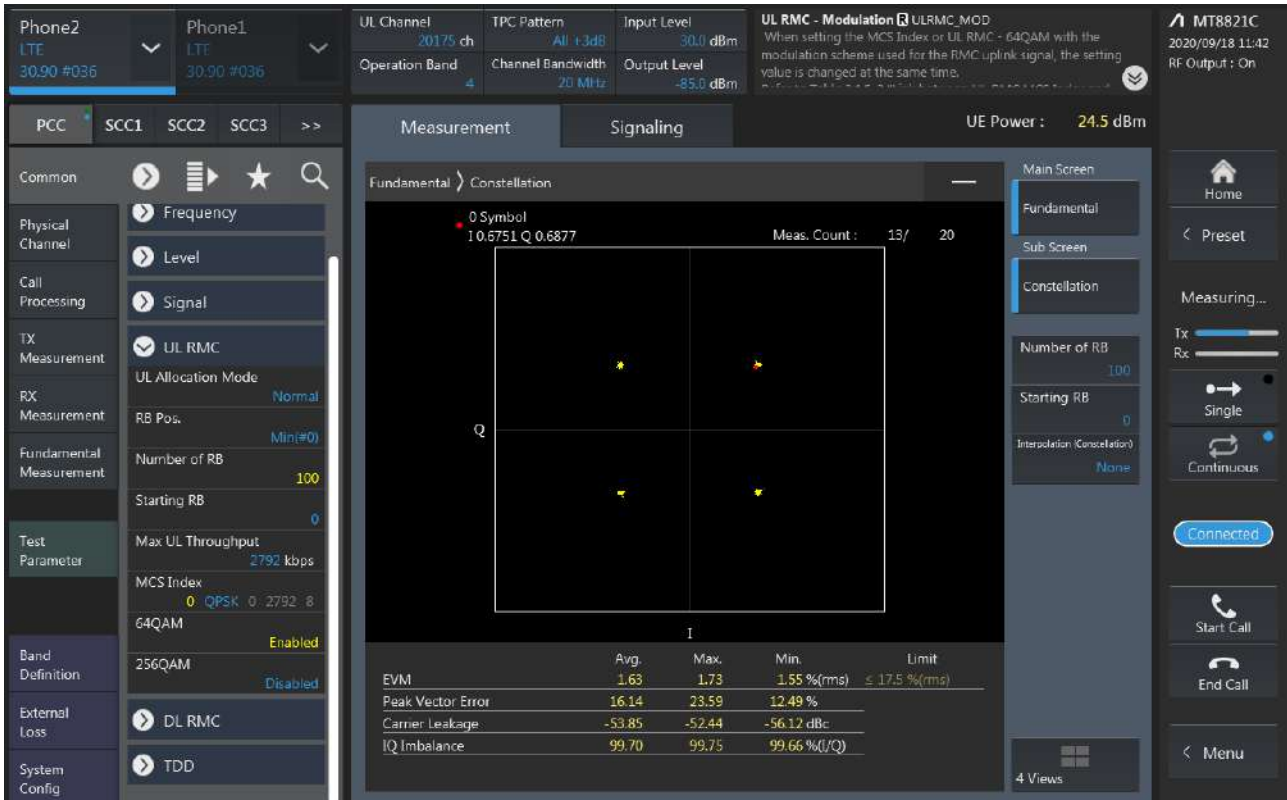 Phone2
LTE
30.90 #036
Phone1
LTE
30.90 #036
UL Channel
20175 ch
TPC Pattern
All +3dB
Input Level
30.0 dBm
Operation Band
4
Channel Bandwidth
20 MHz
Output Level
-85.0 dBm
UL RMC - Modulation R ULRMC_MOD
When setting the MCS Index or UL RMC - 64QAM with the
modulation scheme used for the RMC uplink signal, the setting
value is changed at the same time.
MT8821C
2020/09/18 11:42
RF Output : On
PCC SCC1 SCC2 SCC3 >>
Measurement
Signaling
UE Power : 24.5 dBm
Common
Physical
Channel
Call
Processing
TX
Measurement
RX
Measurement
Fundamental
Measurement
Test
Parameter
Band
Definition
External
Loss
System
Config
Frequency
Level
Signal
UL RMC
UL Allocation Mode
Normal
RB Pos.
Min(#0)
Number of RB
100
Starting RB
0
Max UL Throughput
2792 kbps
MCS Index
0 QPSK 0 2792 8
64QAM
Enabled
256QAM
Disabled
DL RMC
TDD
Fundamental > Constellation
0 Symbol
I 0.6751 Q 0.6877
Meas. Count : 13/ 20
Q
I
Avg. Max. Min. Limit
EVM 1.63 1.73 1.55 %(rms) ≤ 17.5 %(rms)
Peak Vector Error 16.14 23.59 12.49 %
Carrier Leakage -53.85 -52.44 -56.12 dBc
IQ Imbalance 99.70 99.75 99.66 %(I/Q)
Main Screen
Fundamental
Sub Screen
Constellation
Number of RB
100
Starting RB
0
Interpolation (Constellation)
None
4 Views
Home
< Preset
Measuring...
Tx
Rx
Single
Continuous
Connected
Start Call
End Call
< Menu